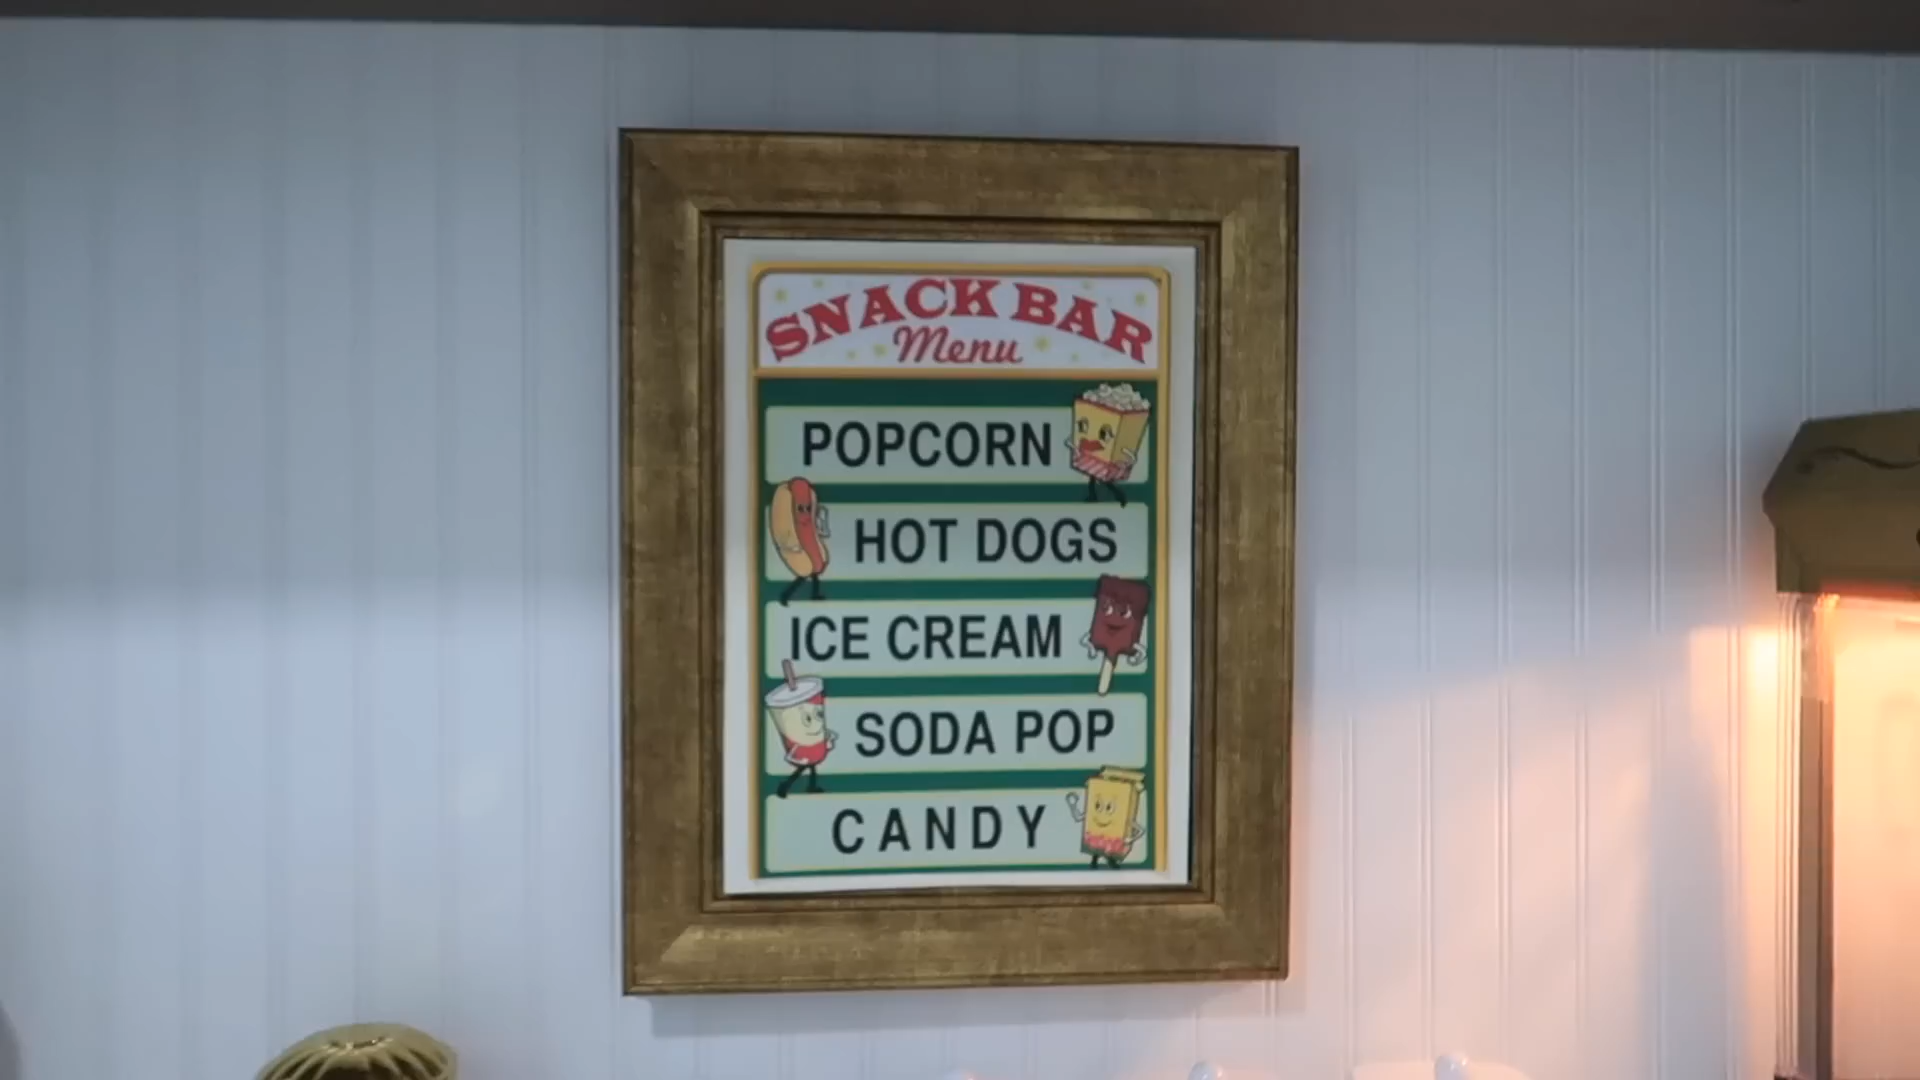 SNACK BAR
Menu
POPCORN
HOT DOGS
ICE CREAM
SODA POP
CANDY